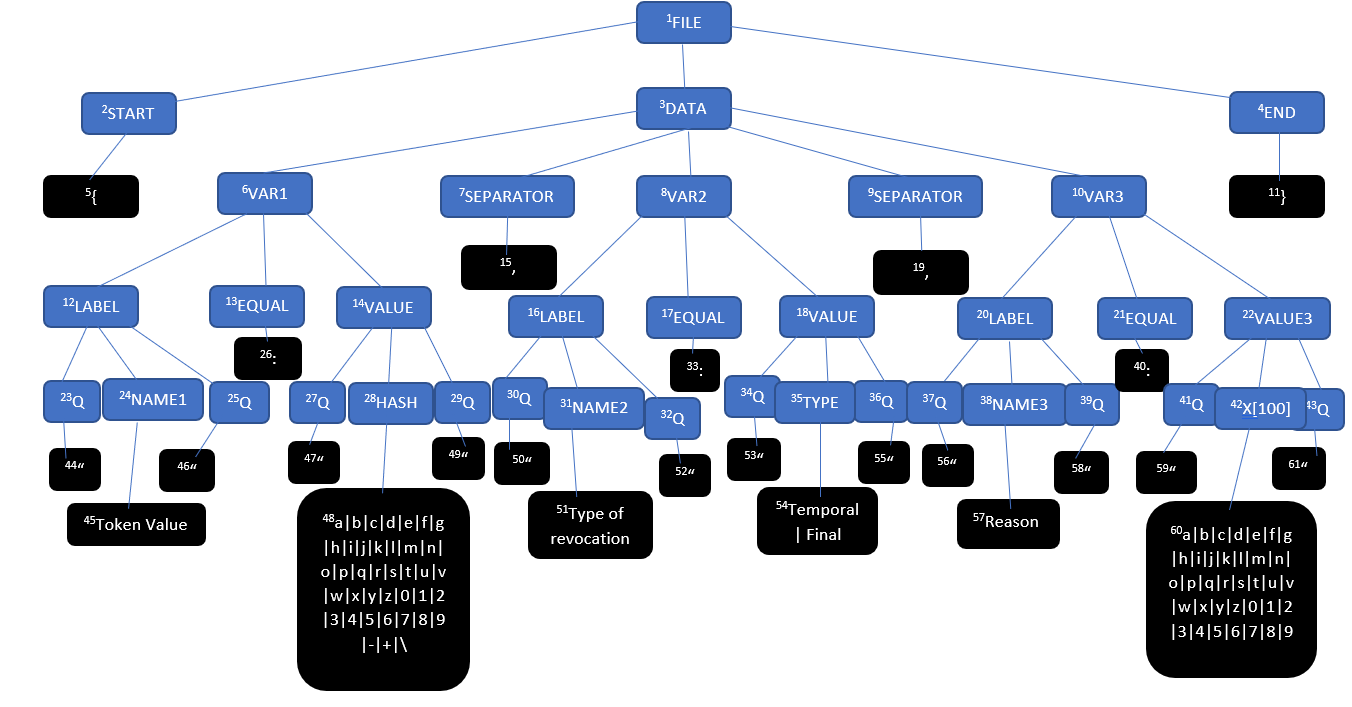 ¹FILE
²START
³DATA
⁴END
⁵{
⁶VAR1
⁷SEPARATOR
⁸VAR2
⁹SEPARATOR
¹⁰VAR3
¹¹}
¹⁵,
¹⁹,
¹²LABEL
¹³EQUAL
¹⁴VALUE
¹⁶LABEL
¹⁷EQUAL
¹⁸VALUE
²⁰LABEL
²¹EQUAL
²²VALUE3
²⁶:
³³:
⁴⁰:
²³Q
²⁴NAME1
²⁵Q
²⁷Q
²⁸HASH
²⁹Q
³⁰Q
³¹NAME2
³²Q
³⁴Q
³⁵TYPE
³⁶Q
³⁷Q
³⁸NAME3
³⁹Q
⁴¹Q
⁴²X[100]
⁴³Q
⁴⁴“
⁴⁶“
⁴⁷“
⁴⁹“
⁵⁰“
⁵²“
⁵³“
⁵⁵“
⁵⁶“
⁵⁸“
⁵⁹“
⁶¹“
⁴⁵Token Value
⁴⁸a|b|c|d|e|f|g
|h|i|j|k|l|m|n|
o|p|q|r|s|t|u|v
|w|x|y|z|0|1|2
|3|4|5|6|7|8|9
|-|+|\
⁵¹Type of
revocation
⁵⁴Temporal
| Final
⁵⁷Reason
⁶⁰a|b|c|d|e|f|g
|h|i|j|k|l|m|n|
o|p|q|r|s|t|u|v
|w|x|y|z|0|1|2
|3|4|5|6|7|8|9